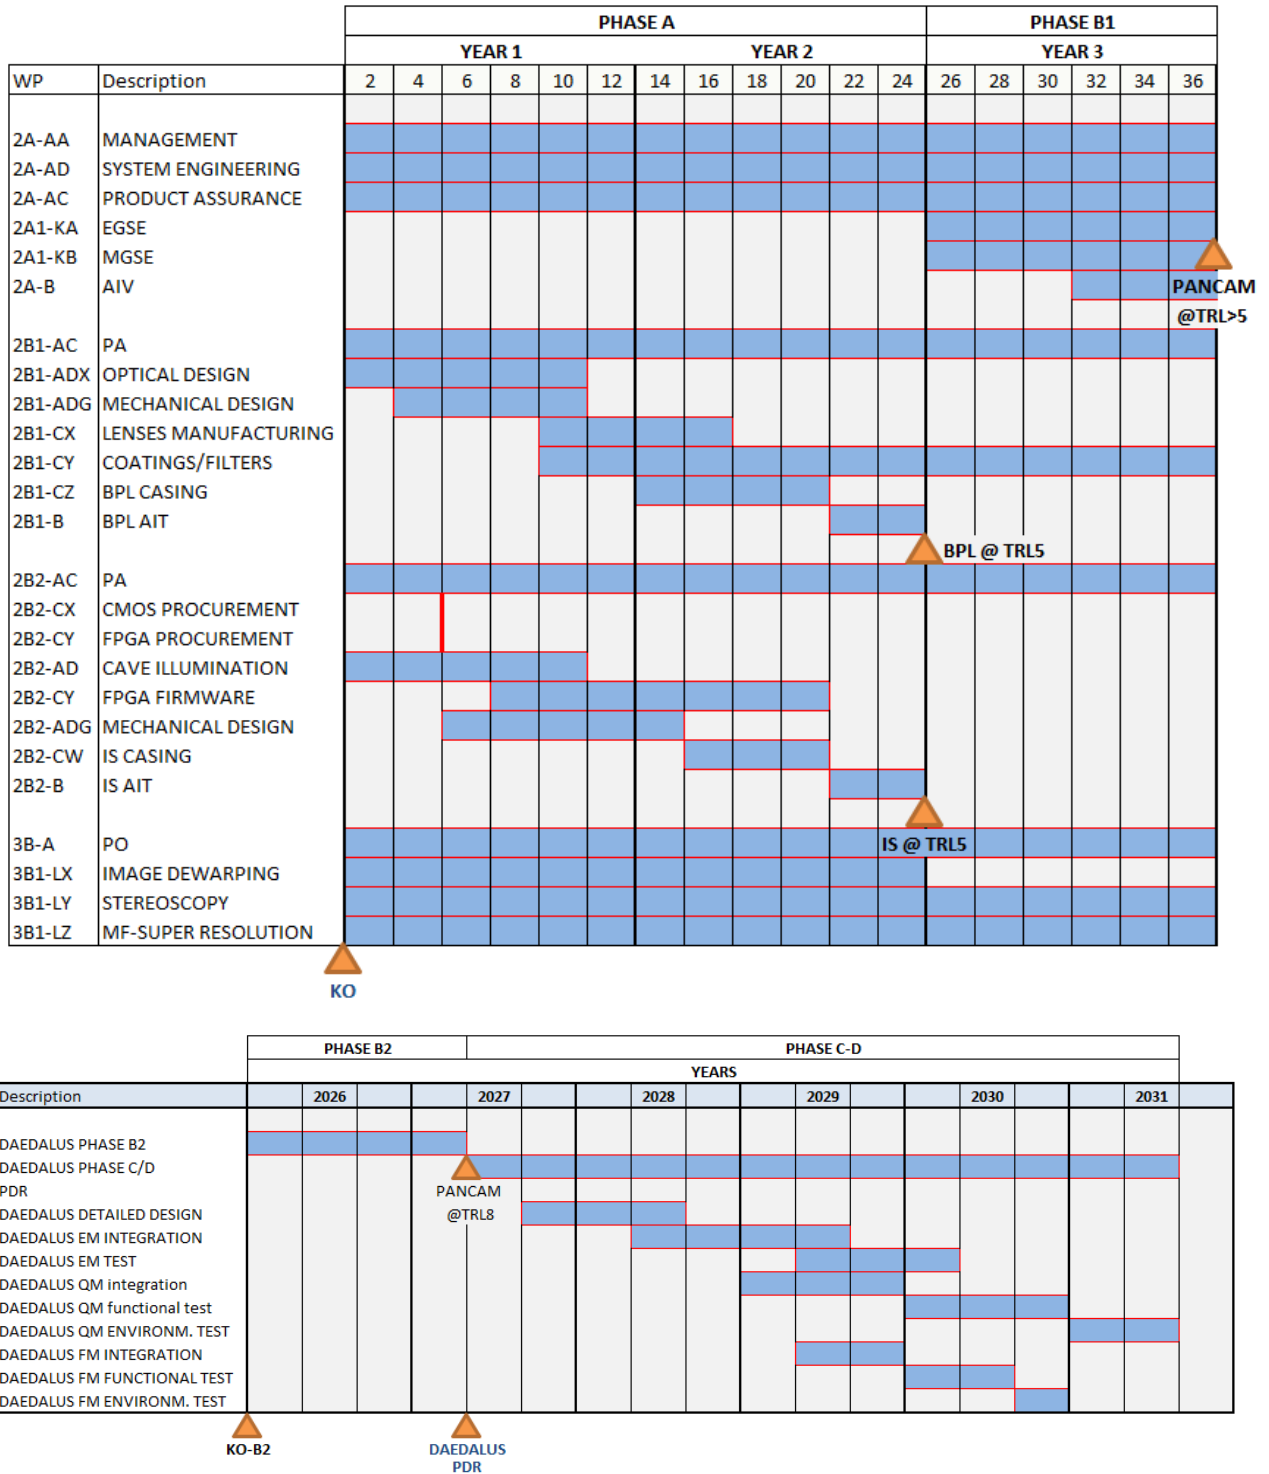 PHASE A PHASE B1
YEAR 1 YEAR 2 YEAR 3
WP Description 2 4 6 8 10 12 14 16 18 20 22 24 26 28 30 32 34 36
2A-AA MANAGEMENT
2A-AD SYSTEM ENGINEERING
2A-AC PRODUCT ASSURANCE
2A1-KA EGSE
2A1-KB MGSE
2A-B AIV PANCAM
@TRL>5
2B1-AC PA
2B1-ADX OPTICAL DESIGN
2B1-ADG MECHANICAL DESIGN
2B1-CX LENSES MANUFACTURING
2B1-CY COATINGS/FILTERS
2B1-CZ BPL CASING
2B1-B BPL AIT
BPL @ TRL5
2B2-AC PA
2B2-CX CMOS PROCUREMENT
2B2-CY FPGA PROCUREMENT
2B2-AD CAVE ILLUMINATION
2B2-CY FPGA FIRMWARE
2B2-ADG MECHANICAL DESIGN
2B2-CW IS CASING
2B2-B IS AIT
3B-A PO IS @ TRL5
3B1-LX IMAGE DEWARPING
3B1-LY STEREOSCOPY
3B1-LZ MF-SUPER RESOLUTION
KO
PHASE B2 PHASE C-D
YEARS
Description 2026 2027 2028 2029 2030 2031
DAEDALUS PHASE B2
DAEDALUS PHASE C/D
PDR PANCAM
DAEDALUS DETAILED DESIGN @TRL8
DAEDALUS EM INTEGRATION
DAEDALUS EM TEST
DAEDALUS QM integration
DAEDALUS QM functional test
DAEDALUS QM ENVIRONM. TEST
DAEDALUS FM INTEGRATION
DAEDALUS FM FUNCTIONAL TEST
DAEDALUS FM ENVIRONM. TEST
KO-B2 DAEDALUS
PDR